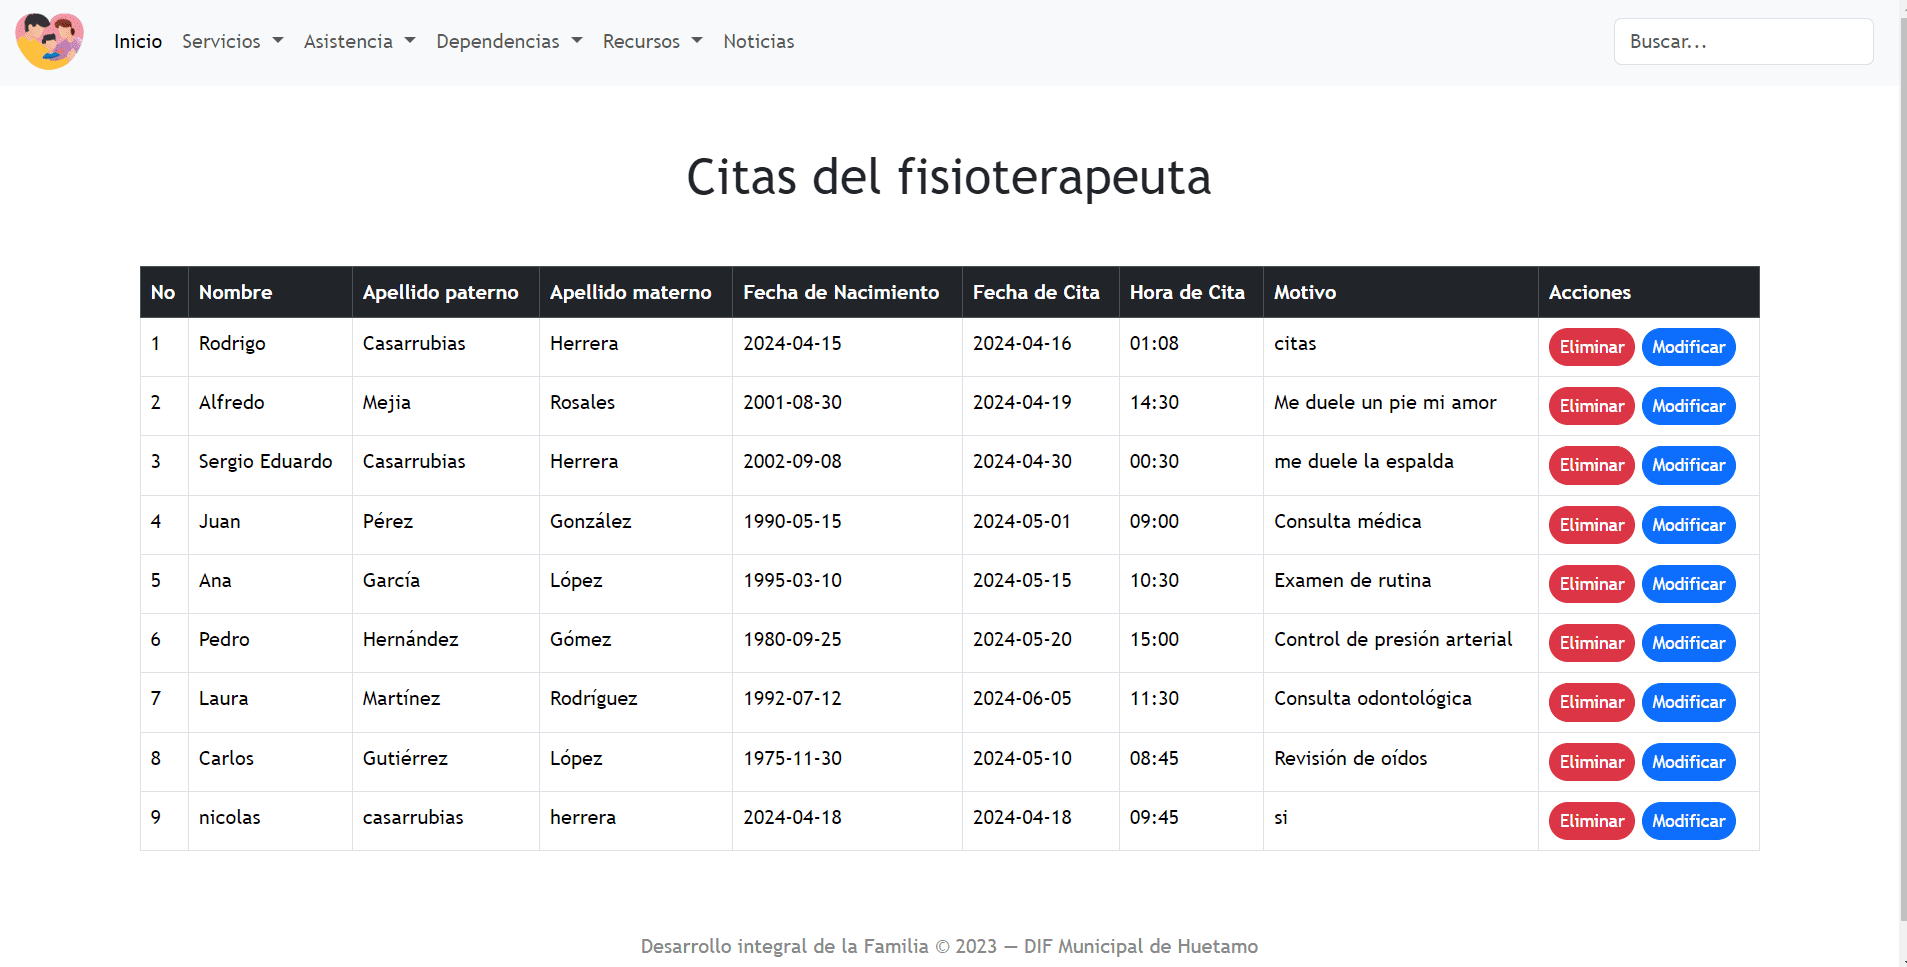 Inicio Servicios Asistencia Dependencias Recursos Noticias Buscar...
Citas del fisioterapeuta
No Nombre Apellido paterno Apellido materno Fecha de Nacimiento Fecha de Cita Hora de Cita Motivo Acciones
1 Rodrigo Casarrubias Herrera 2024-04-15 2024-04-16 01:08 citas Eliminar Modificar
2 Alfredo Mejia Rosales 2001-08-30 2024-04-19 14:30 Me duele un pie mi amor Eliminar Modificar
3 Sergio Eduardo Casarrubias Herrera 2002-09-08 2024-04-30 00:30 me duele la espalda Eliminar Modificar
4 Juan Pérez González 1990-05-15 2024-05-01 09:00 Consulta médica Eliminar Modificar
5 Ana García López 1995-03-10 2024-05-15 10:30 Examen de rutina Eliminar Modificar
6 Pedro Hernández Gómez 1980-09-25 2024-05-20 15:00 Control de presión arterial Eliminar Modificar
7 Laura Martínez Rodríguez 1992-07-12 2024-06-05 11:30 Consulta odontológica Eliminar Modificar
8 Carlos Gutiérrez López 1975-11-30 2024-05-10 08:45 Revisión de oídos Eliminar Modificar
9 nicolas casarrubias herrera 2024-04-18 2024-04-18 09:45 si Eliminar Modificar
Desarrollo integral de la Familia © 2023 — DIF Municipal de Huetamo